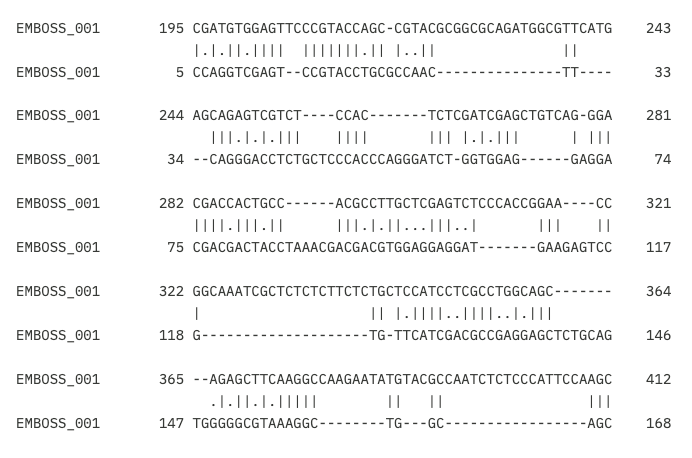 EMBOSS_001 195 CGATGTGGAGTTCCCGTACCAGC-CGTACGCGGCGCAGATGGCGTTCATG 243
|.|.||.||||  |||||||.|| |..||               ||
EMBOSS_001 5 CCAGGTCGAGT--CCGTACCTGCGCCAAC---------------TT---- 33
EMBOSS_001 244 AGCAGAGTCGTCT----CCAC-------TCTCGATCGAGCTGTCAG-GGA 281
|||.|.|.|||    ||||       ||| |.|.|||      | |||
EMBOSS_001 34 --CAGGGACCTCTGCTCCCACCCAGGGATCT-GGTGGAG------GAGGA 74
EMBOSS_001 282 CGACCACTGCC------ACGCCTTGCTCGAGTCTCCCACCGGAA----CC 321
||||.|||.||      |||.|.||...|||..|       |||    ||
EMBOSS_001 75 CGACGACTACCTAAACGACGACGTGGAGGAGGAT-------GAAGAGTCC 117
EMBOSS_001 322 GGCAAATCGCTCTCTCTTCTCTGCTCCATCCTCGCCTGGCAGC------- 364
|                    || |.||||..||||..|.|||
EMBOSS_001 118 G--------------------TG-TTCATCGACGCCGAGGAGCTCTGCAG 146
EMBOSS_001 365 --AGAGCTTCAAGGCCAAGAATATGTACGCCAATCTCTCCCATTCCAAGC 412
.|.||.|.|||||        ||   ||                 |||
EMBOSS_001 147 TGGGGGCGTAAAGGC--------TG---GC-----------------AGC 168